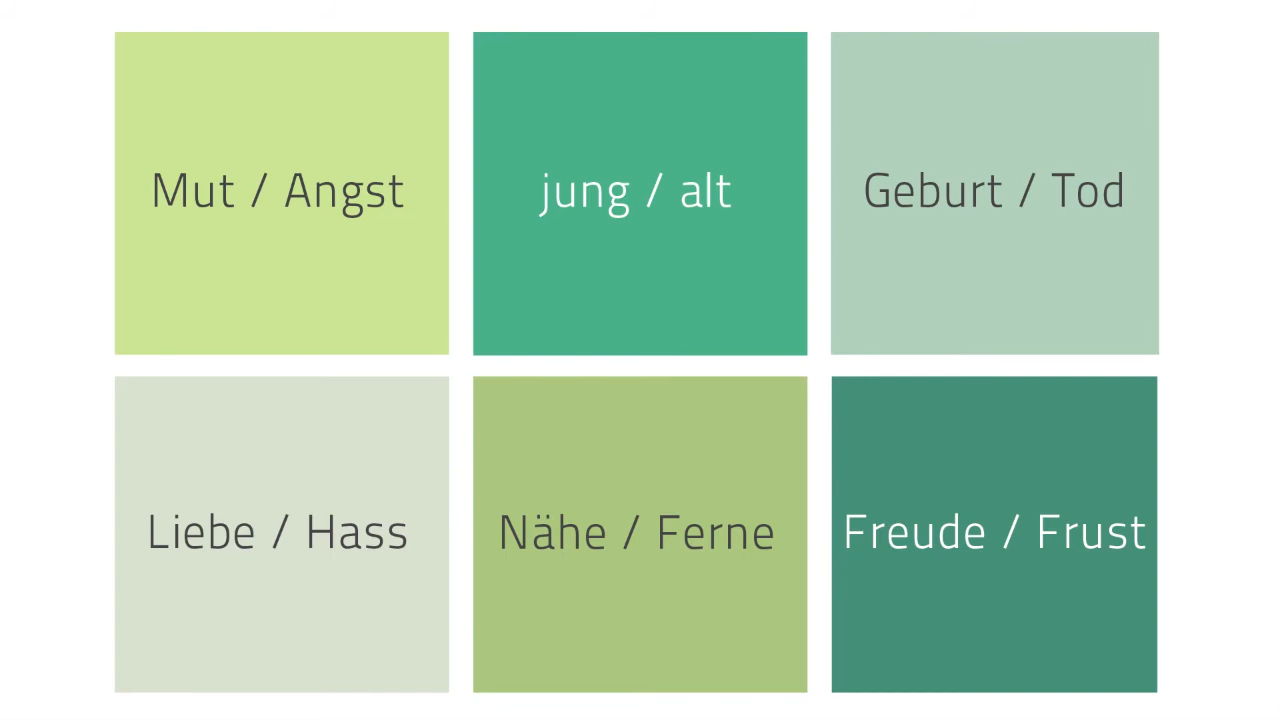 Mut / Angst
jung / alt
Geburt / Tod
Liebe / Hass
Nähe / Ferne
Freude / Frust